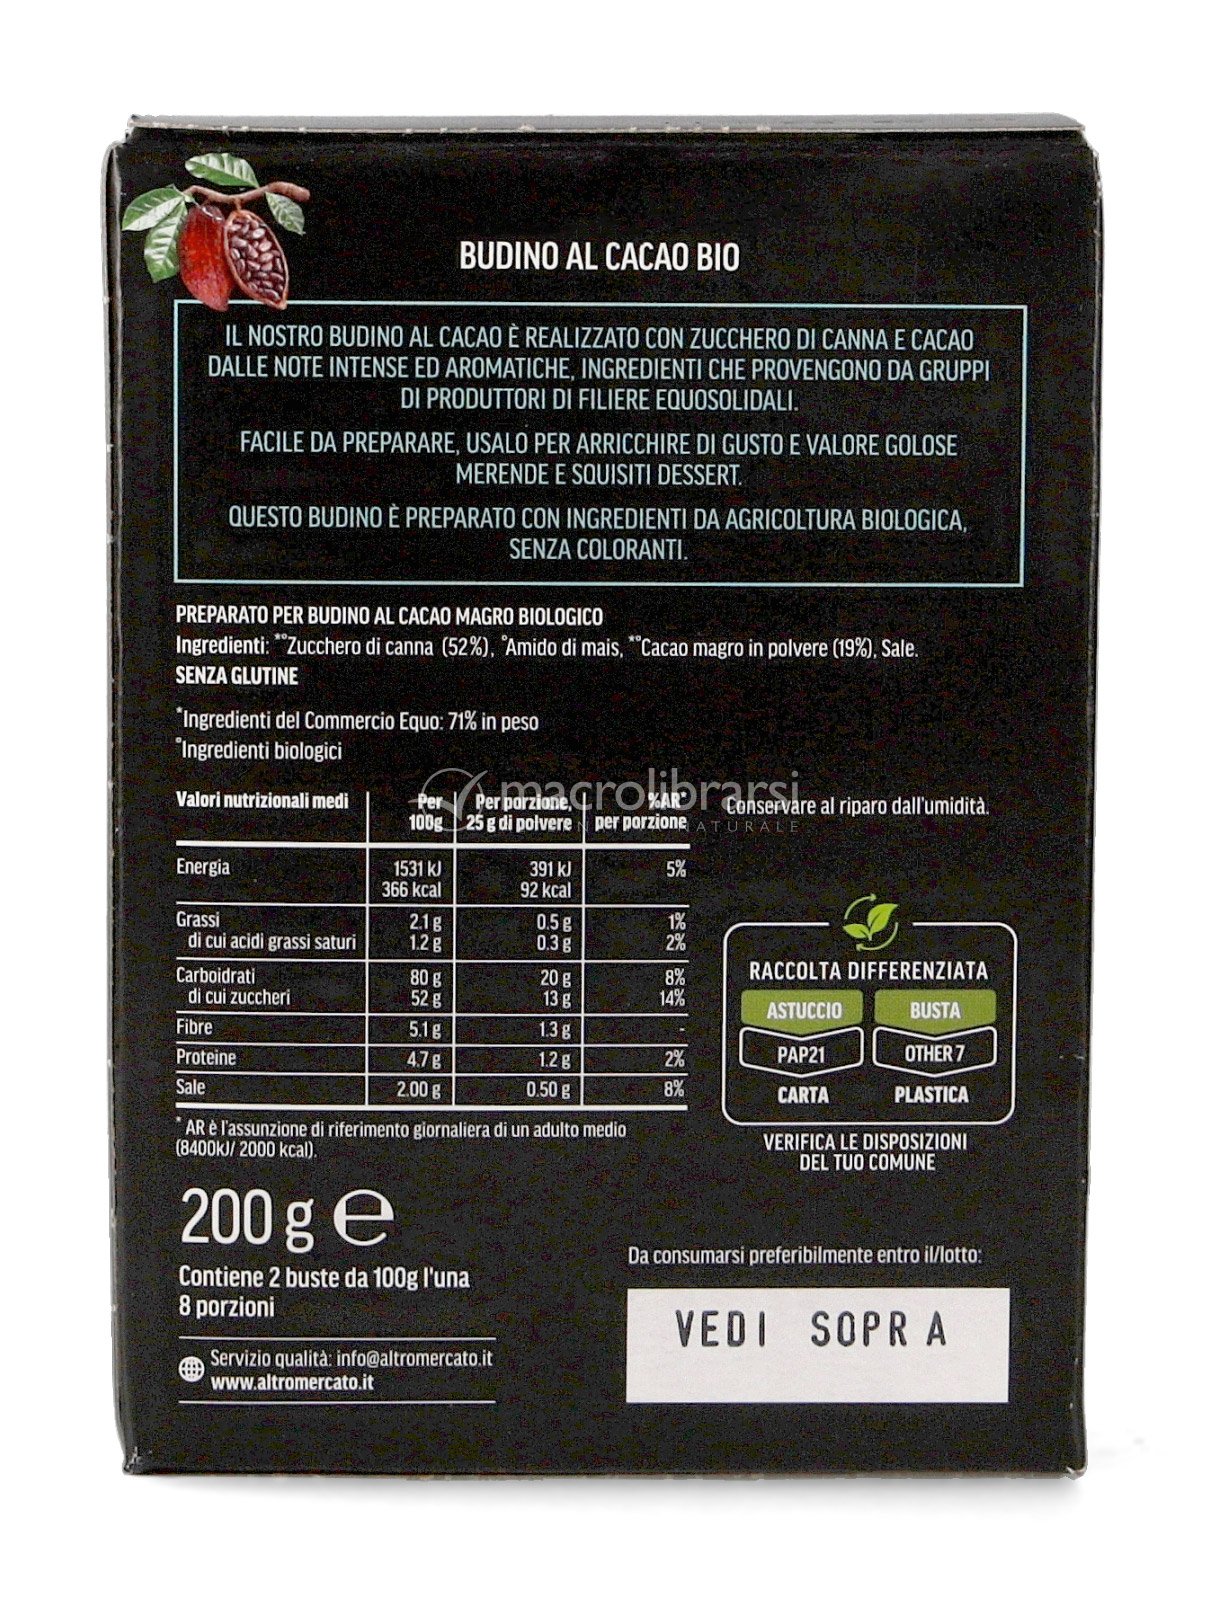 BUDINO AL CACAO BIO
IL NOSTRO BUDINO AL CACAO È REALIZZATO CON ZUCCHERO DI CANNA E CACAO
DALLE NOTE INTENSE ED AROMATICHE, INGREDIENTI CHE PROVENGONO DA GRUPPI
DI PRODUTTORI DI FILIERE EQUOSOLIDALI.
FACILE DA PREPARARE, USALO PER ARRICCHIRE DI GUSTO E VALORE GOLOSE
MERENDE E SQUISITI DESSERT.
QUESTO BUDINO È PREPARATO CON INGREDIENTI DA AGRICOLTURA BIOLOGICA,
SENZA COLORANTI.
PREPARATO PER BUDINO AL CACAO MAGRO BIOLOGICO
Ingredienti: *°Zucchero di canna (52%), °Amido di mais, *°Cacao magro in polvere (19%), Sale.
SENZA GLUTINE
*Ingredienti del Commercio Equo: 71% in peso
°Ingredienti biologici
macrolibrarsi
NATURALE
Valori nutrizionali medi Per 100g Per porzione, 25 g di polvere %AR* per porzione
Energia 1531 kJ 391 kJ 5%
366 kcal 92 kcal
Grassi 2.1 g 0.5 g 1%
di cui acidi grassi saturi 1.2 g 0.3 g 2%
Carboidrati 80 g 20 g 8%
di cui zuccheri 52 g 13 g 14%
Fibre 5.1 g 1.3 g -
Proteine 4.7 g 1.2 g 2%
Sale 2.00 g 0.50 g 8%
* AR è l'assunzione di riferimento giornaliera di un adulto medio
(8400kJ/ 2000 kcal).
Conservare al riparo dall'umidità.
RACCOLTA DIFFERENZIATA
ASTUCCIO BUSTA
PAP21 OTHER 7
CARTA PLASTICA
VERIFICA LE DISPOSIZIONI
DEL TUO COMUNE
200 g e
Contiene 2 buste da 100g l'una
8 porzioni
Servizio qualità: info@altromercato.it
www.altromercato.it
Da consumarsi preferibilmente entro il/lotto:
VEDI SOPRA